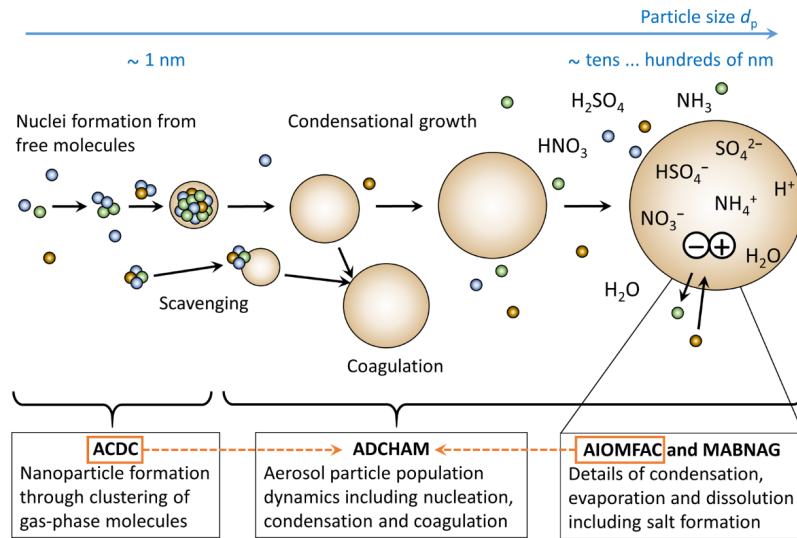 Particle size dₚ
~ 1 nm
~ tens ... hundreds of nm
Nuclei formation from
free molecules
Condensational growth
Scavenging
Coagulation
H₂SO₄
NH₃
HNO₃
SO₄²⁻
HSO₄⁻
H⁺
NH₄⁺
NO₃⁻
− +
H₂O
H₂O
ACDC
Nanoparticle formation
through clustering of
gas-phase molecules
ADCHAM
Aerosol particle population
dynamics including nucleation,
condensation and coagulation
AIOMFAC and MABNAG
Details of condensation,
evaporation and dissolution
including salt formation